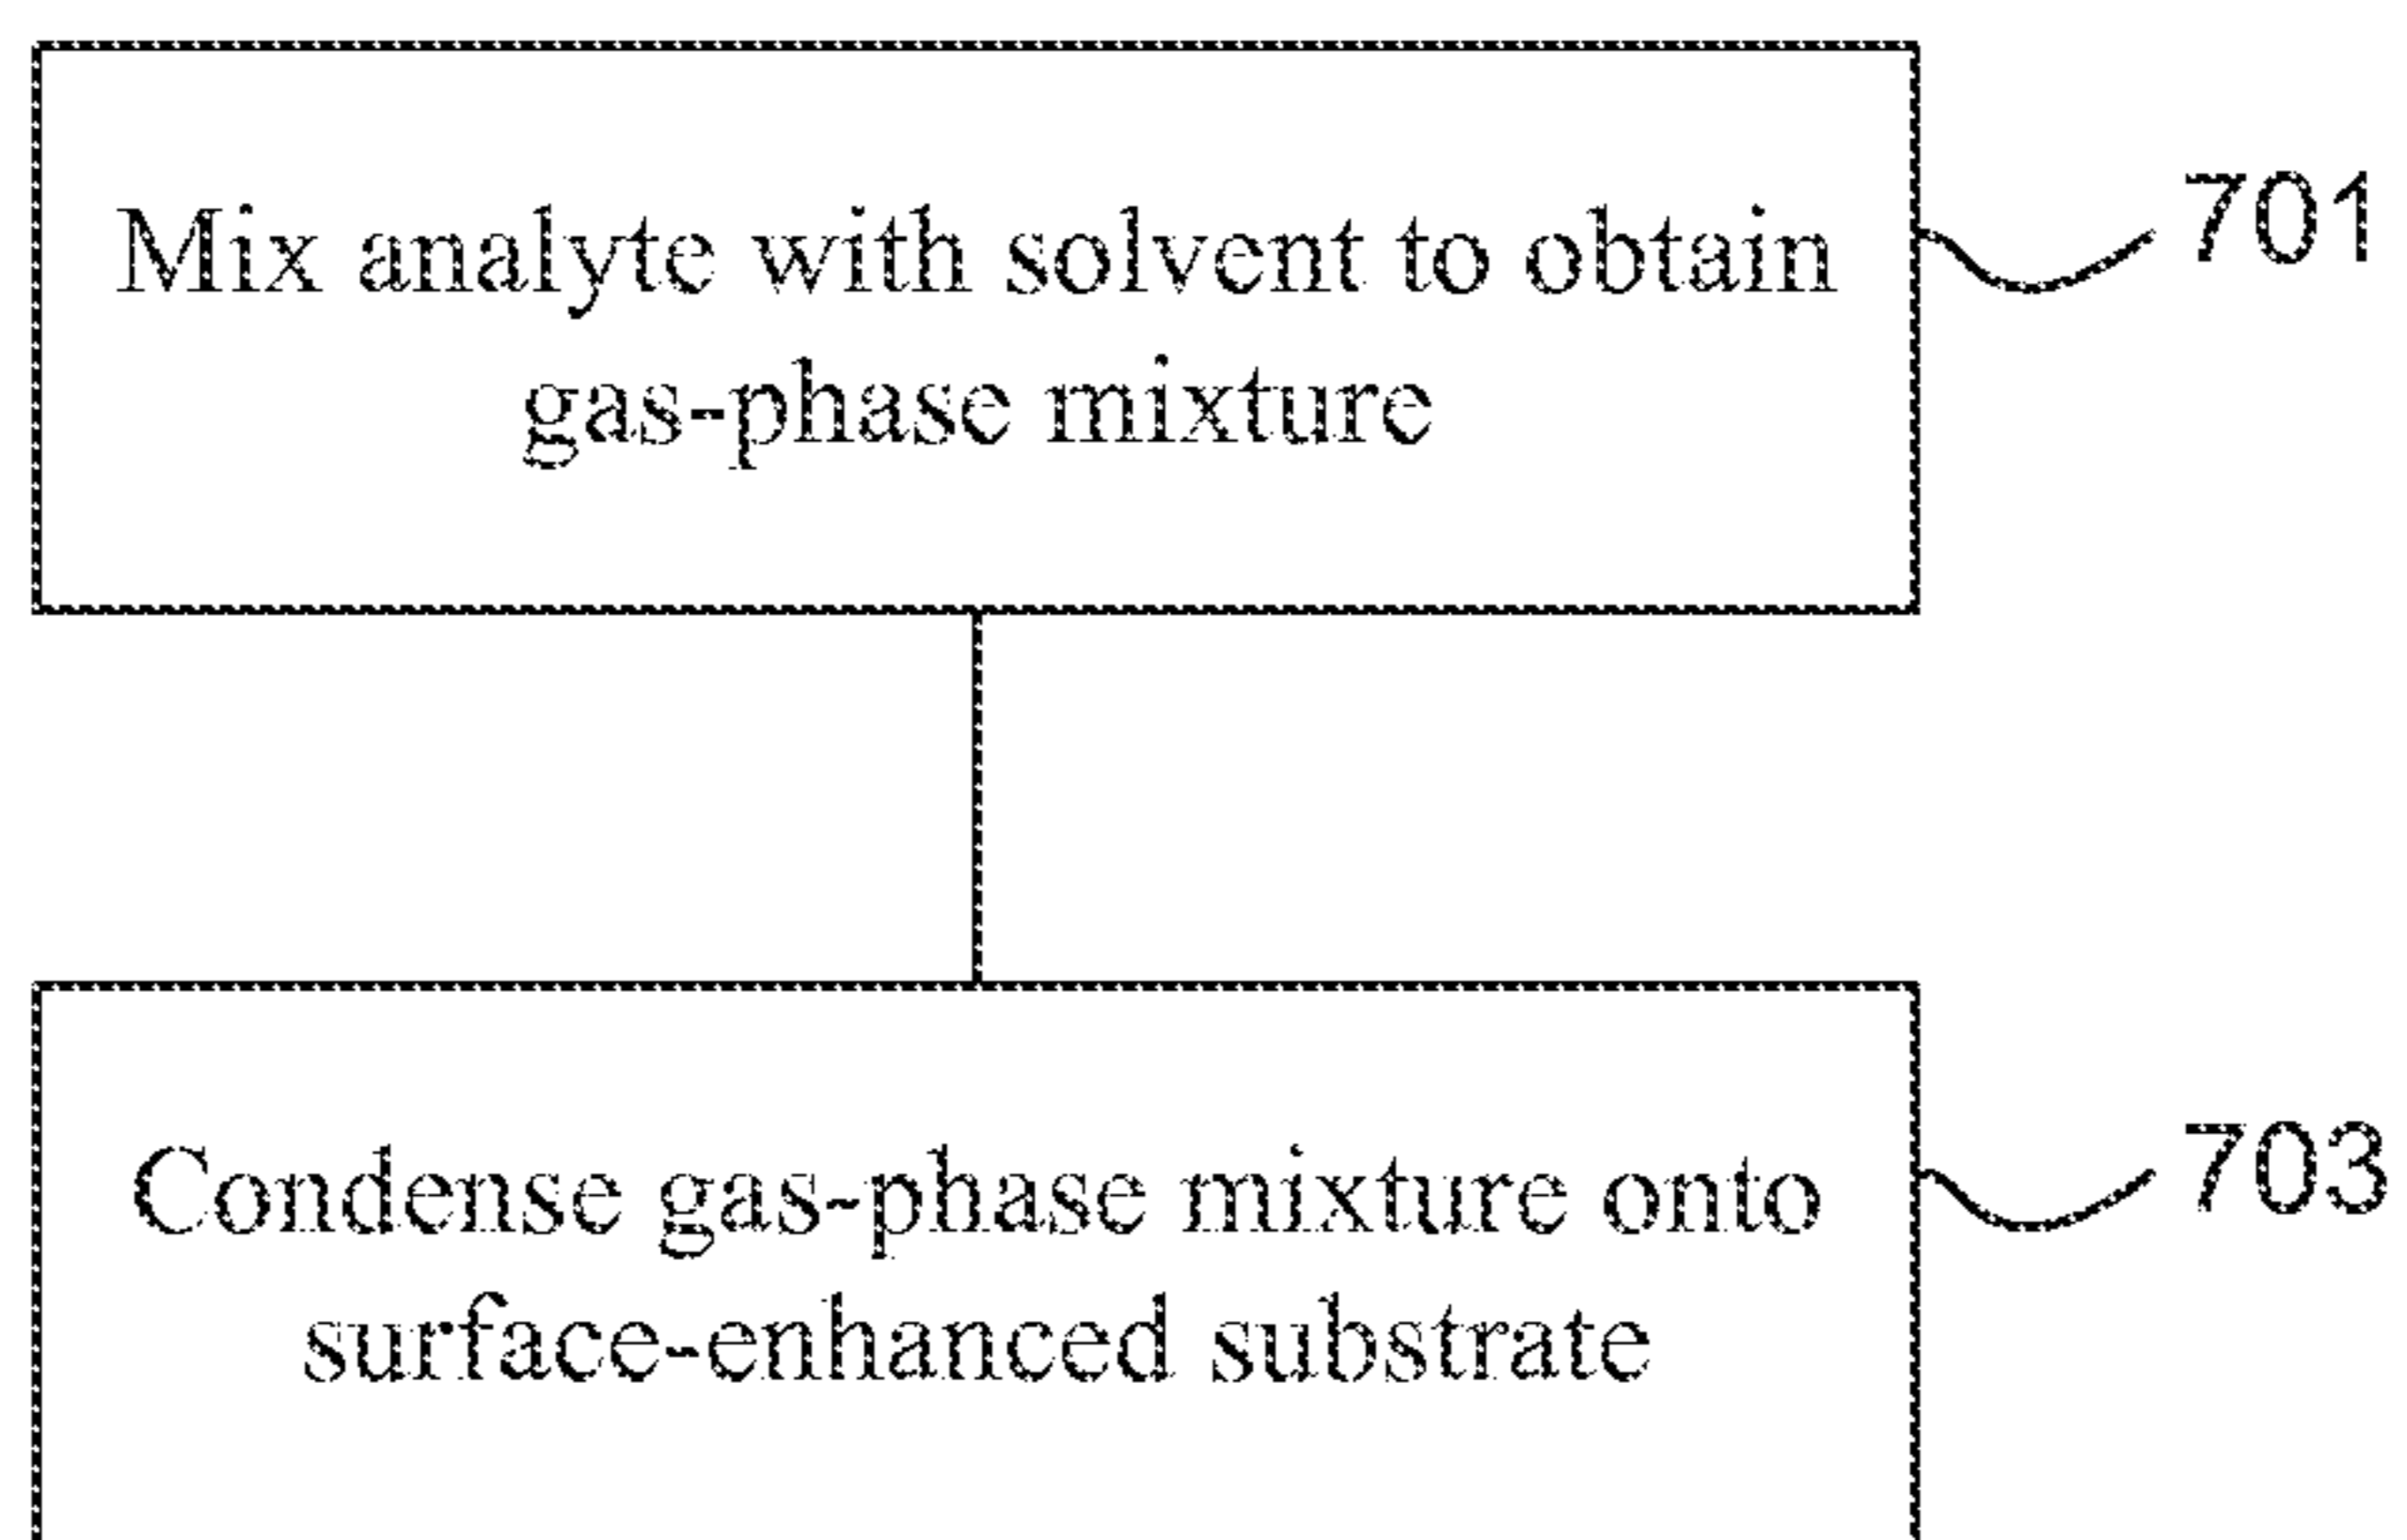 Mix analyte with solvent to obtain
gas-phase mixture
701
Condense gas-phase mixture onto
surface-enhanced substrate
703